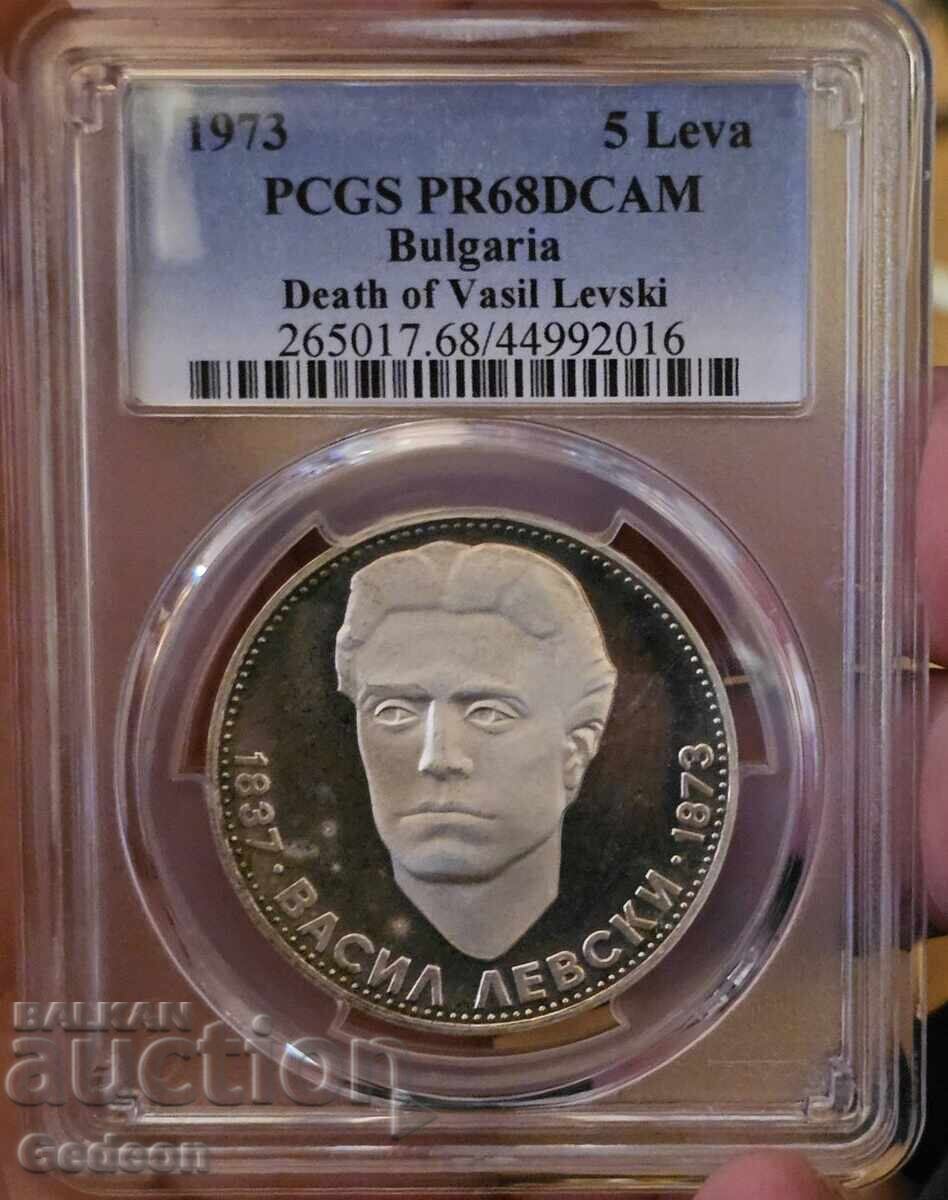 1973 5 Leva
PCGS PR68DCAM
Bulgaria
Death of Vasil Levski
265017.68/44992016
1837 · ВАСИЛ ЛЕВСКИ · 1873
BALKAN
auction
Gedeon